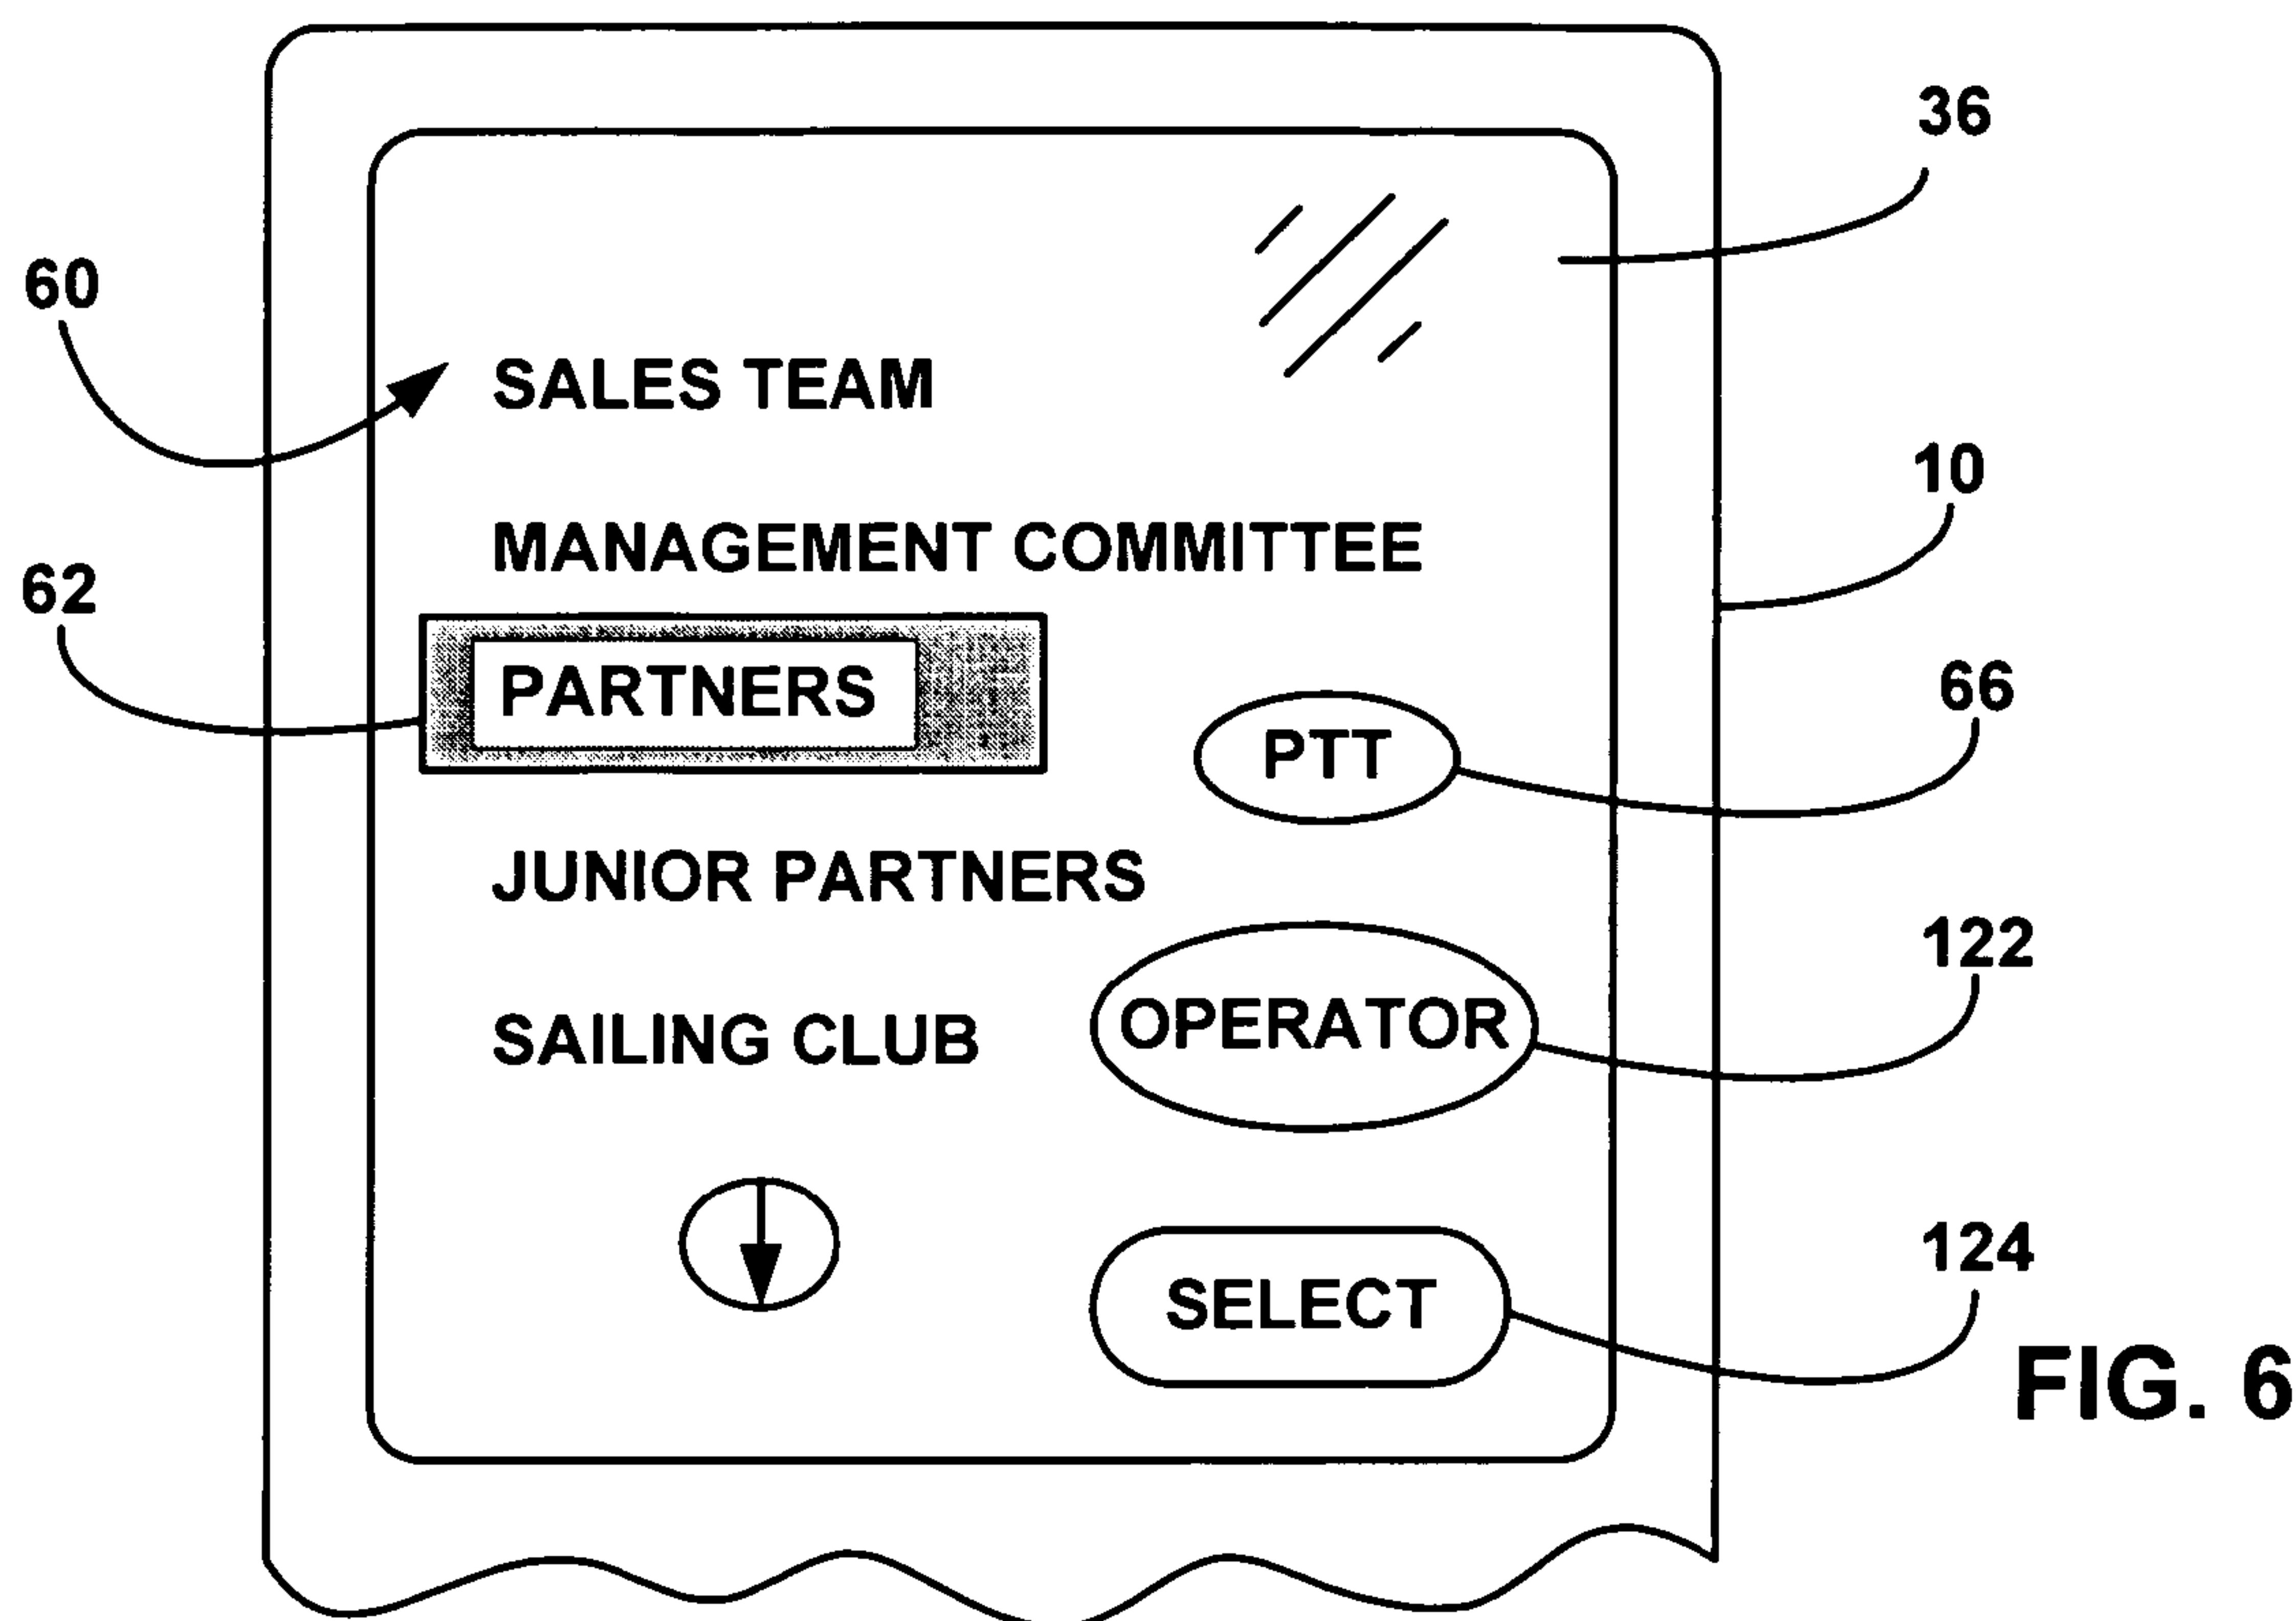 36
60
SALES TEAM
10
MANAGEMENT COMMITTEE
62
PARTNERS
66
PTT
JUNIOR PARTNERS
122
SAILING CLUB
OPERATOR
124
SELECT
FIG. 6